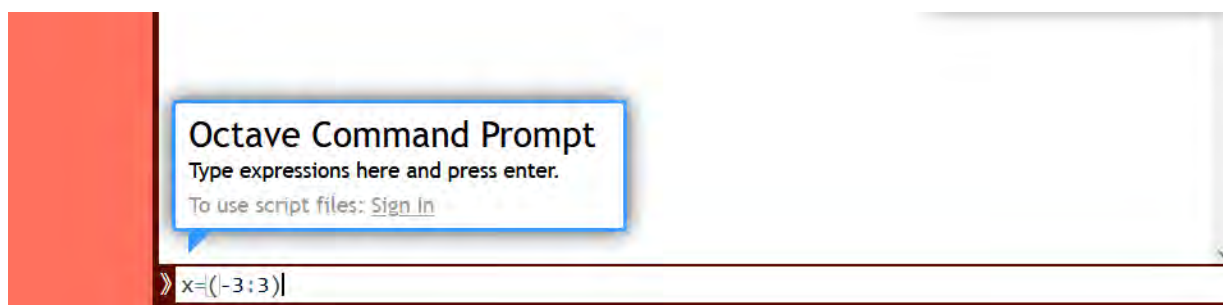 Octave Command Prompt
Type expressions here and press enter.
To use script files: Sign In
》 x=(-3:3)